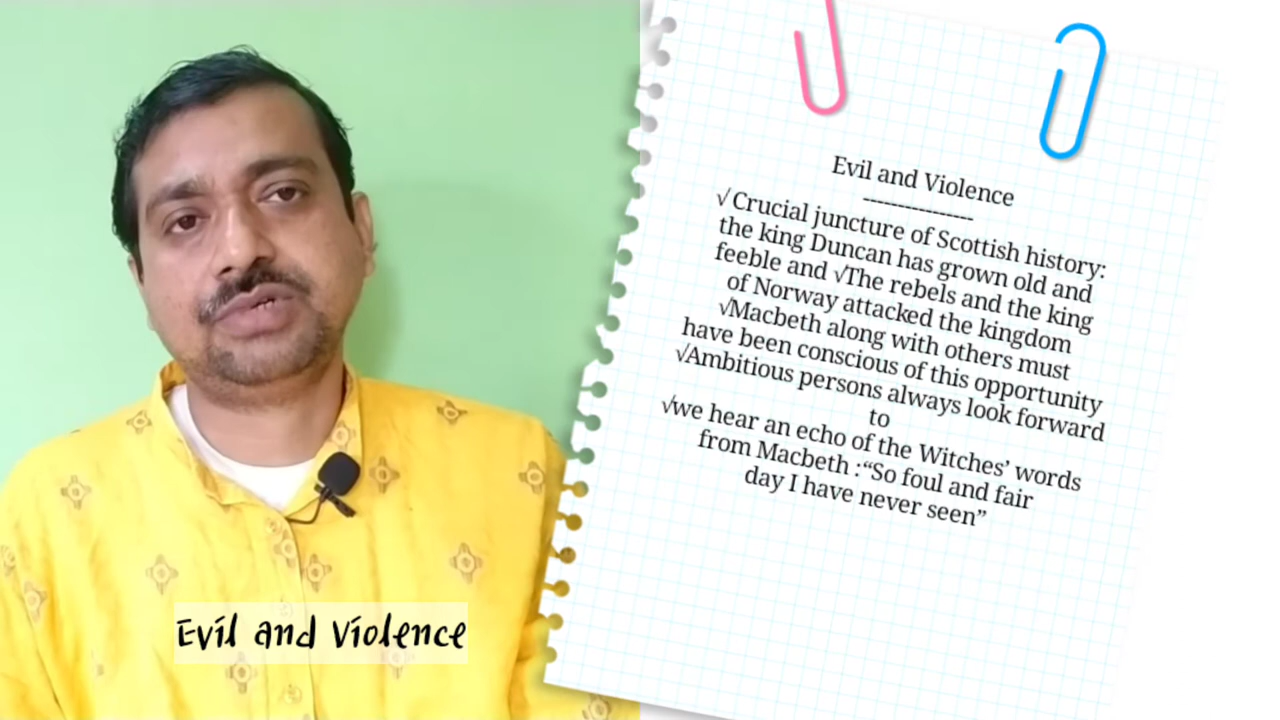 Evil and Violence
Evil and Violence
----------------
√Crucial juncture of Scottish history:
the king Duncan has grown old and
feeble and √The rebels and the king
of Norway attacked the kingdom
√Macbeth along with others must
have been conscious of this opportunity
√Ambitious persons always look forward
to
√we hear an echo of the Witches’ words
from Macbeth :“So foul and fair
day I have never seen”